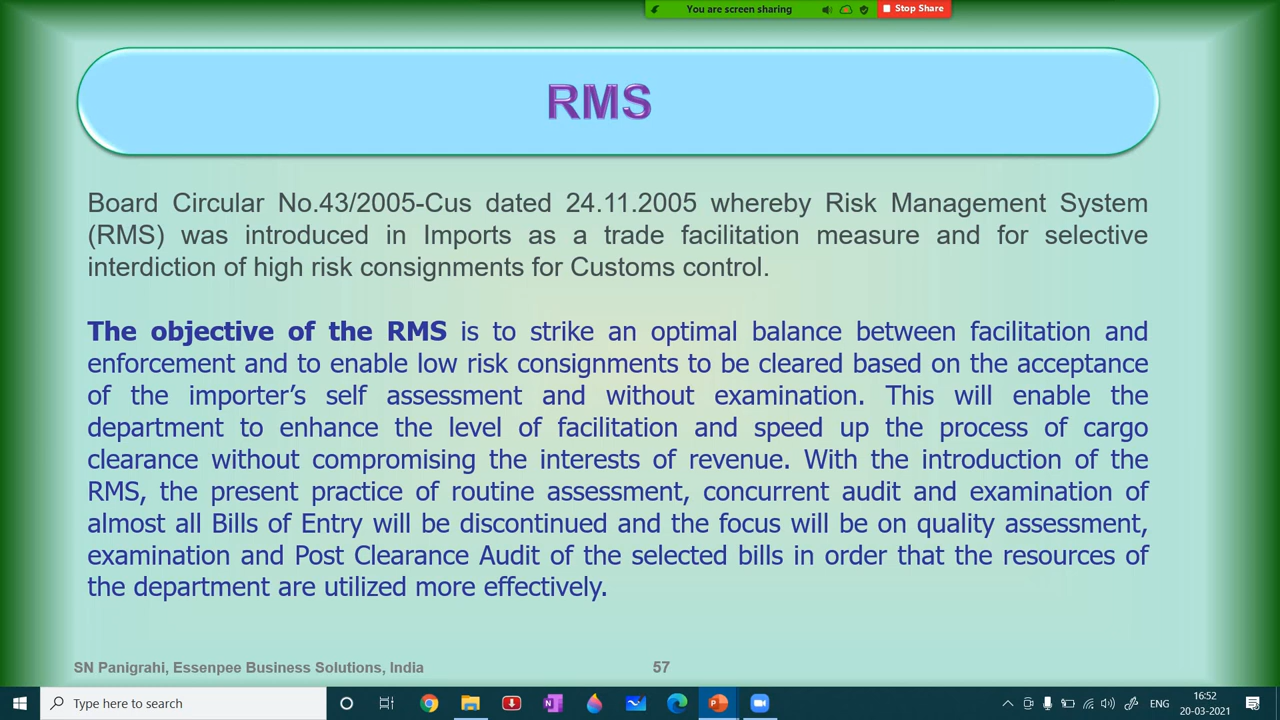 You are screen sharing
Stop Share
RMS
Board Circular No.43/2005-Cus dated 24.11.2005 whereby Risk Management System
(RMS) was introduced in Imports as a trade facilitation measure and for selective
interdiction of high risk consignments for Customs control.
The objective of the RMS is to strike an optimal balance between facilitation and
enforcement and to enable low risk consignments to be cleared based on the acceptance
of the importer’s self assessment and without examination. This will enable the
department to enhance the level of facilitation and speed up the process of cargo
clearance without compromising the interests of revenue. With the introduction of the
RMS, the present practice of routine assessment, concurrent audit and examination of
almost all Bills of Entry will be discontinued and the focus will be on quality assessment,
examination and Post Clearance Audit of the selected bills in order that the resources of
the department are utilized more effectively.
SN Panigrahi, Essenpee Business Solutions, India
57
Type here to search
ENG
16:52
20-03-2021